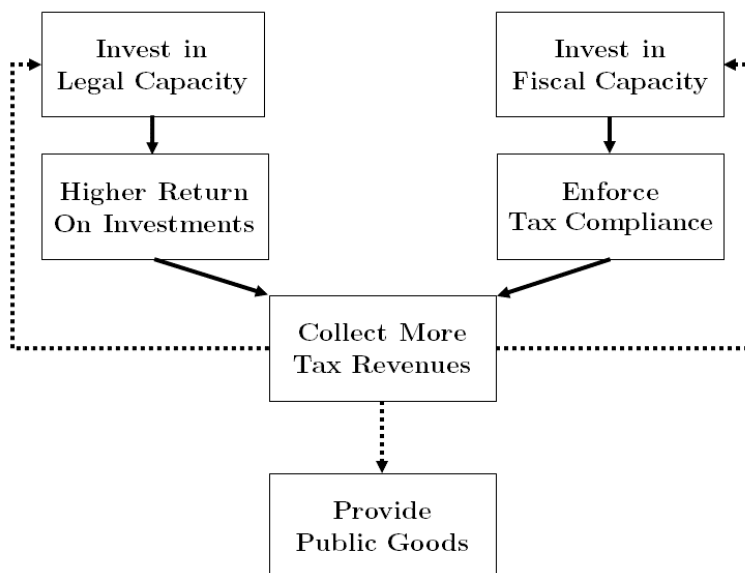 Invest in
Legal Capacity
Invest in
Fiscal Capacity
Higher Return
On Investments
Enforce
Tax Compliance
Collect More
Tax Revenues
Provide
Public Goods